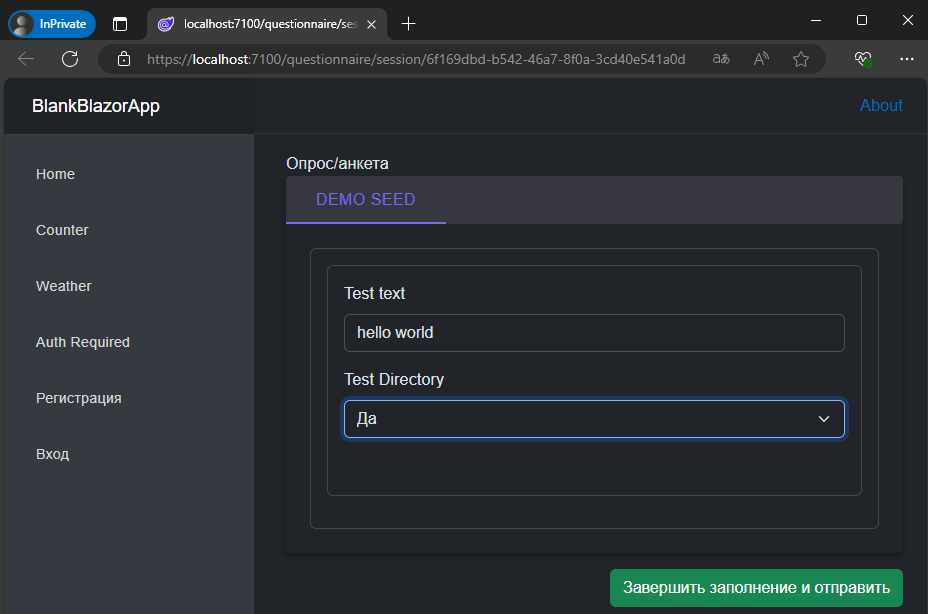 InPrivate
localhost:7100/questionnaire/ses
https://localhost:7100/questionnaire/session/6f169dbd-b542-46a7-8f0a-3cd40e541a0d
BlankBlazorApp
About
Home
Counter
Weather
Auth Required
Регистрация
Вход
Опрос/анкета
DEMO SEED
Test text
hello world
Test Directory
Да
Завершить заполнение и отправить